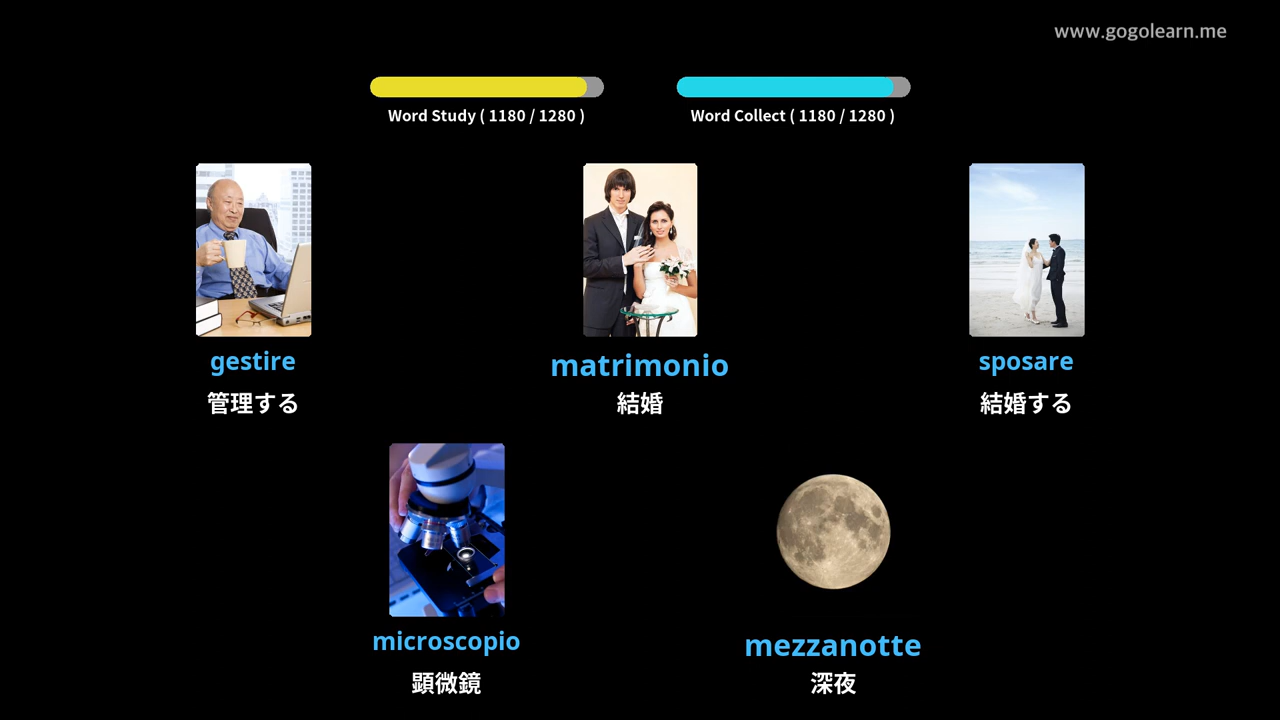 www.gogolearn.me
Word Study ( 1180 / 1280 )
Word Collect ( 1180 / 1280 )
gestire
管理する
matrimonio
結婚
sposare
結婚する
microscopio
顕微鏡
mezzanotte
深夜